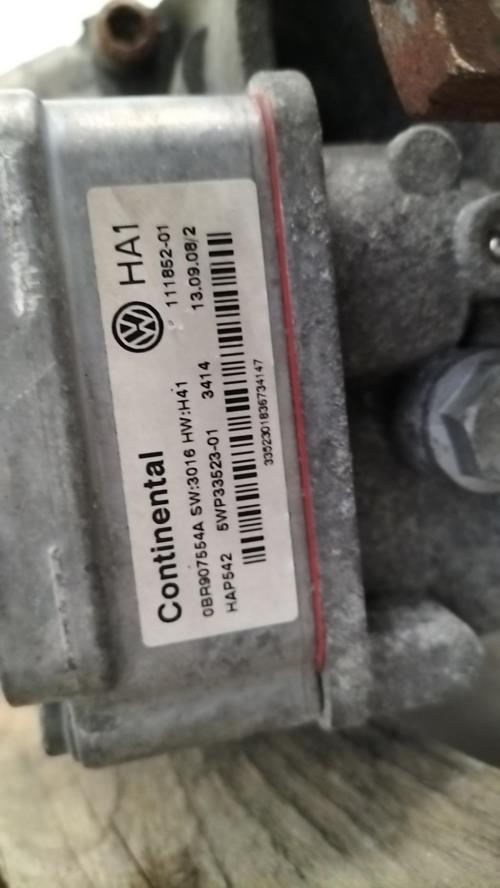 Continental HA1
0BR907554A SW:3016 HW:H41 111852-01
HAP542 5WP33523-01 3414 13.09.08/2
3352301836734147